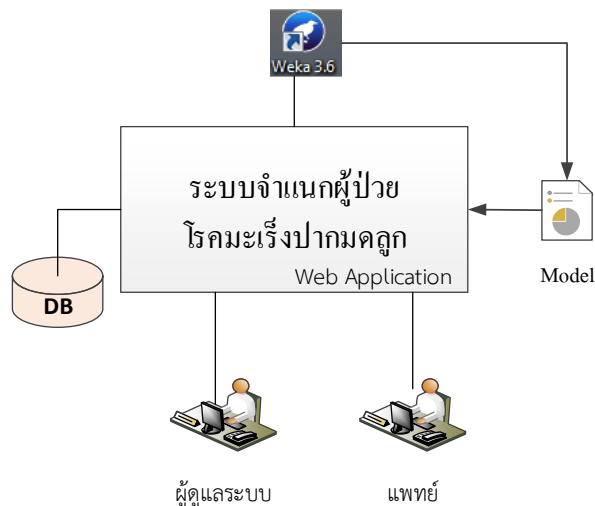 Weka 3.6
ระบบจำแนกผู้ป่วย
โรคมะเร็งปากมดลูก
Web Application
DB
Model
ผู้ดูแลระบบ
แพทย์